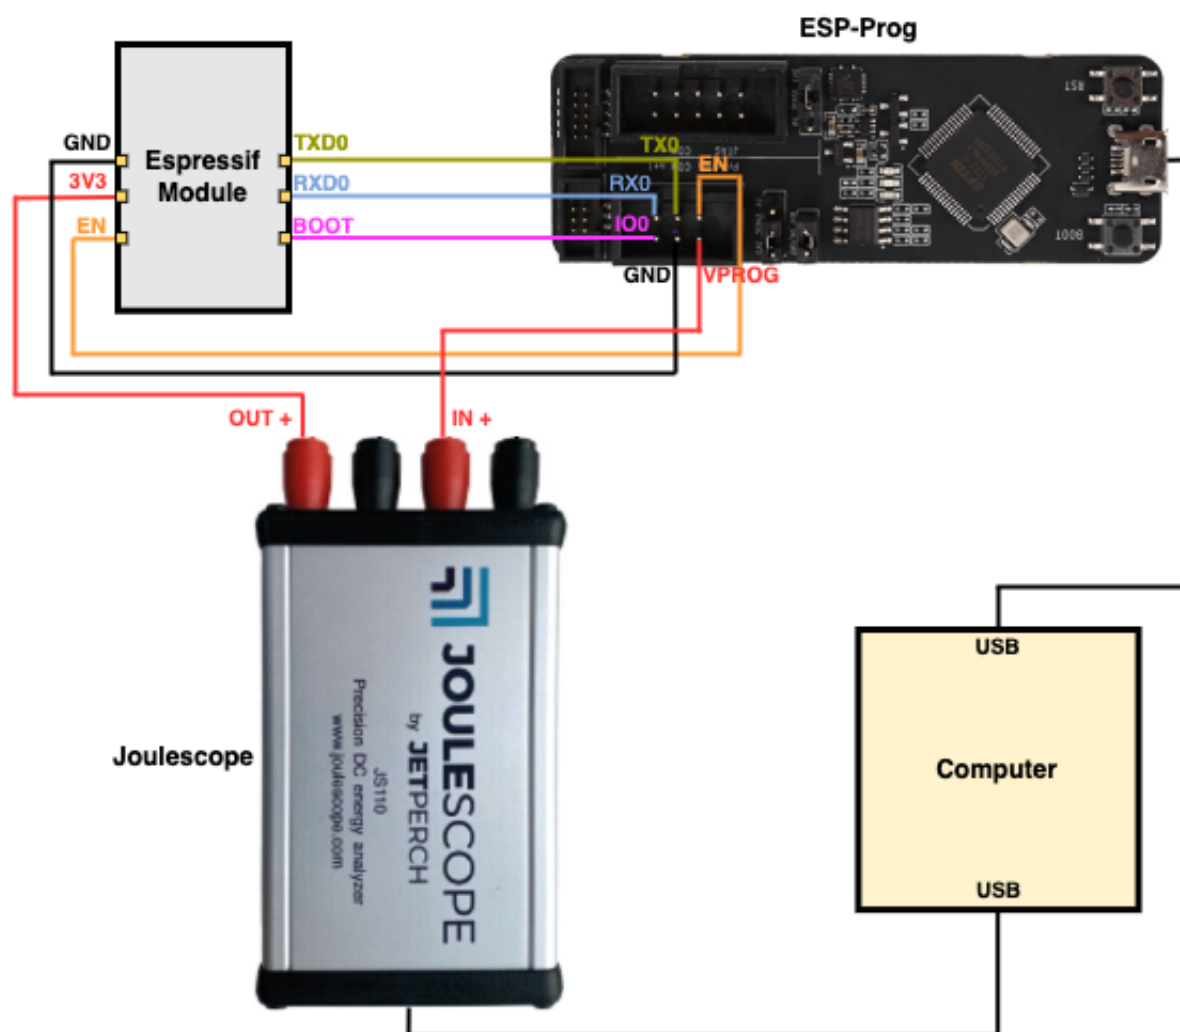 ESP-Prog
GND
3V3
EN
Espressif
Module
TXD0
RXD0
BOOT
TX0
EN
RX0
IO0
GND
VPROG
RST
BOOT
OUT +
IN +
JOULESCOPE
by JETPERCH
JS110
Precision DC energy analyzer
www.joulescope.com
Joulescope
USB
Computer
USB